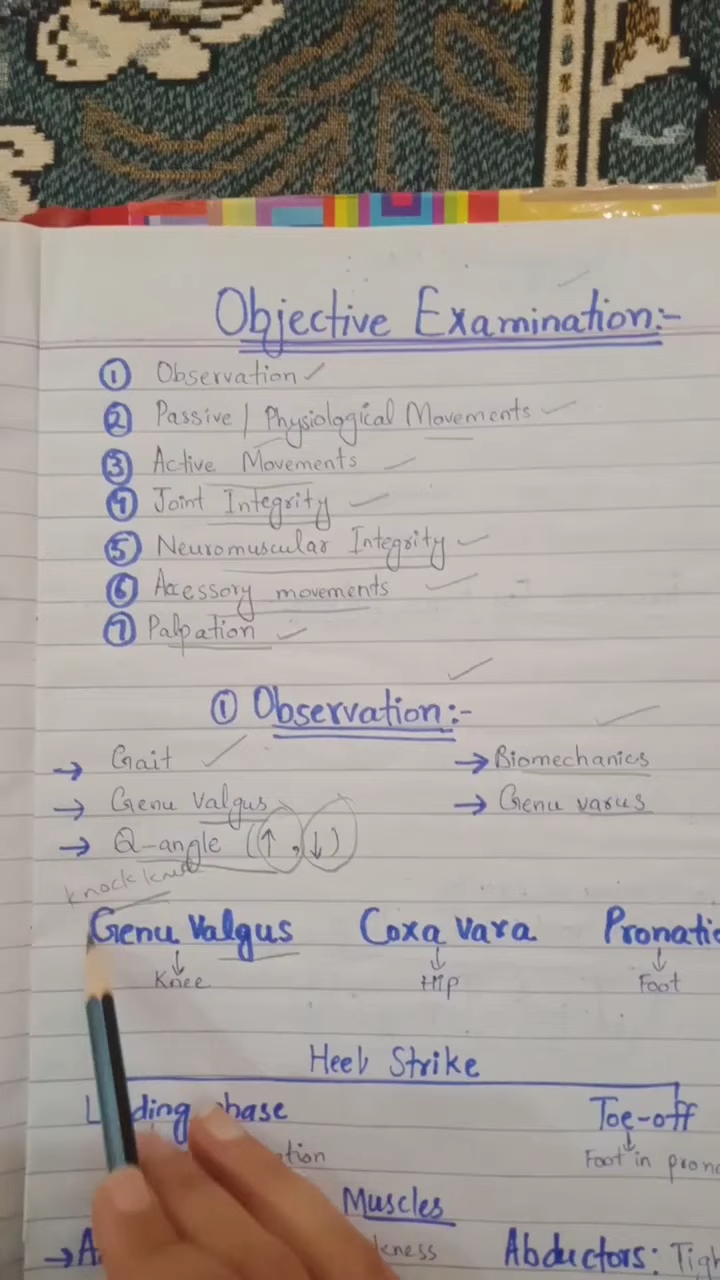 Objective Examination:-
① Observation ✓
② Passive / Physiological Movements ✓
③ Active Movements ✓
④ Joint Integrity ✓
⑤ Neuromuscular Integrity ✓
⑥ Accessory movements ✓
⑦ Palpation ✓
① Observation:-
→ Gait ✓ → Biomechanics
→ Genu Valgus → Genu varus
→ Q-angle (↑, ↓)
knock knee
Genu Valgus Coxa vara
↓ ↓ ↓
Knee Hip Foot
Heel Strike
Toe-off
↓
Foot in
Muscles
→ Abductors: